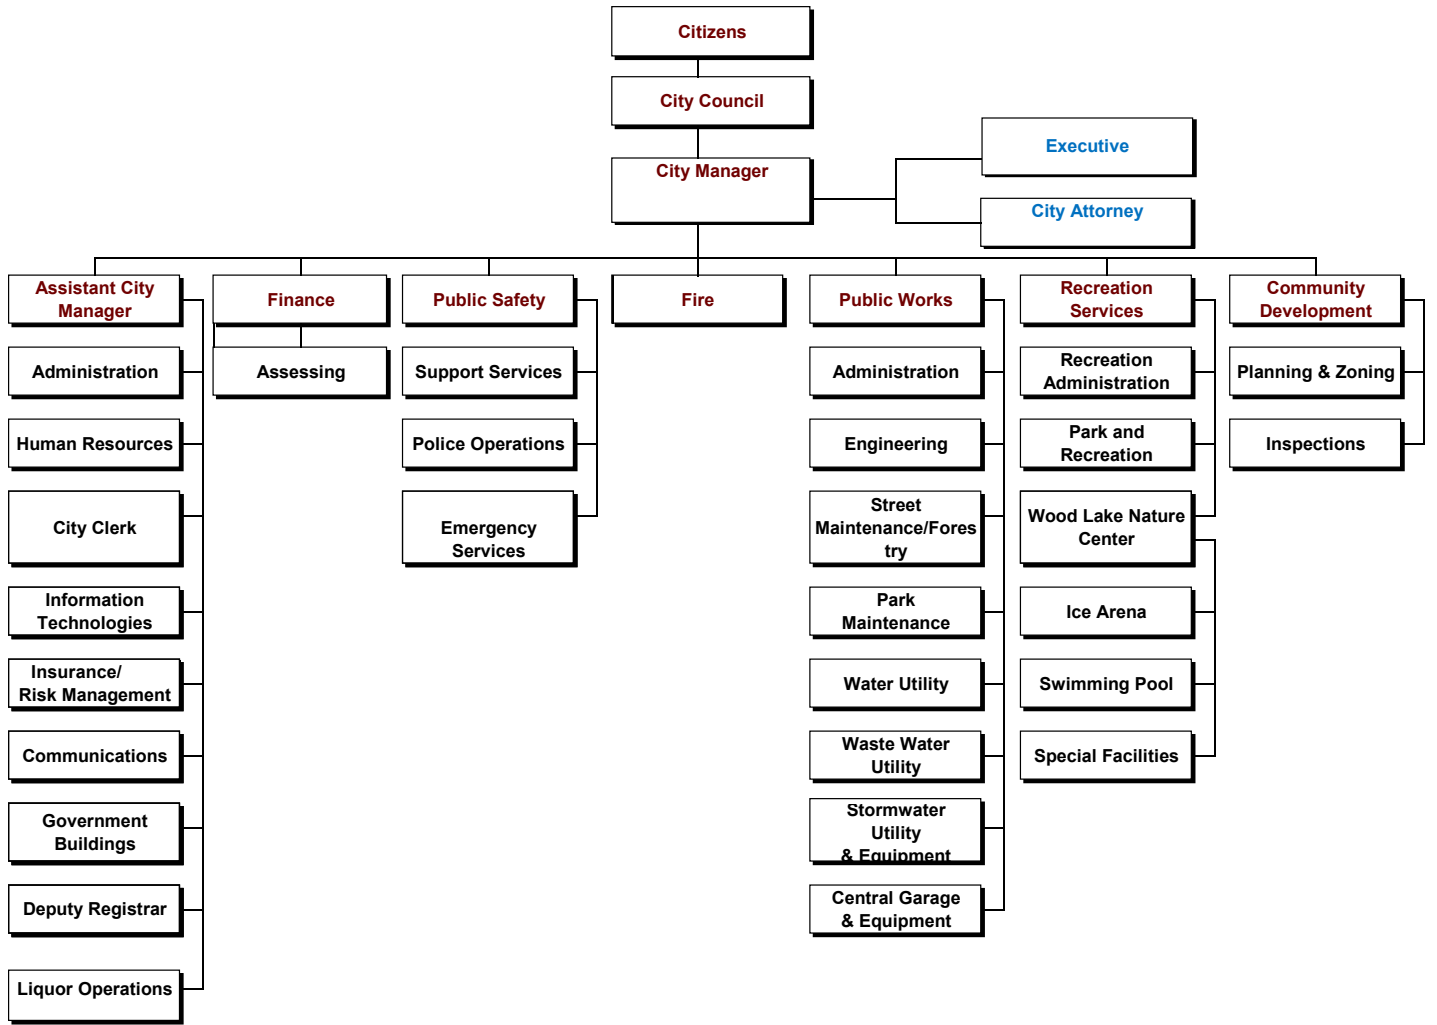 Citizens
City Council
City Manager
Executive
City Attorney
Assistant City
Manager
Administration
Human Resources
City Clerk
Information
Technologies
Insurance/
Risk Management
Communications
Government
Buildings
Deputy Registrar
Liquor Operations
Finance
Assessing
Public Safety
Support Services
Police Operations
Emergency
Services
Fire
Public Works
Administration
Engineering
Street
Maintenance/Fores
try
Park
Maintenance
Water Utility
Waste Water
Utility
Stormwater
Utility
& Equipment
Central Garage
& Equipment
Recreation
Services
Recreation
Administration
Park and
Recreation
Wood Lake Nature
Center
Ice Arena
Swimming Pool
Special Facilities
Community
Development
Planning & Zoning
Inspections